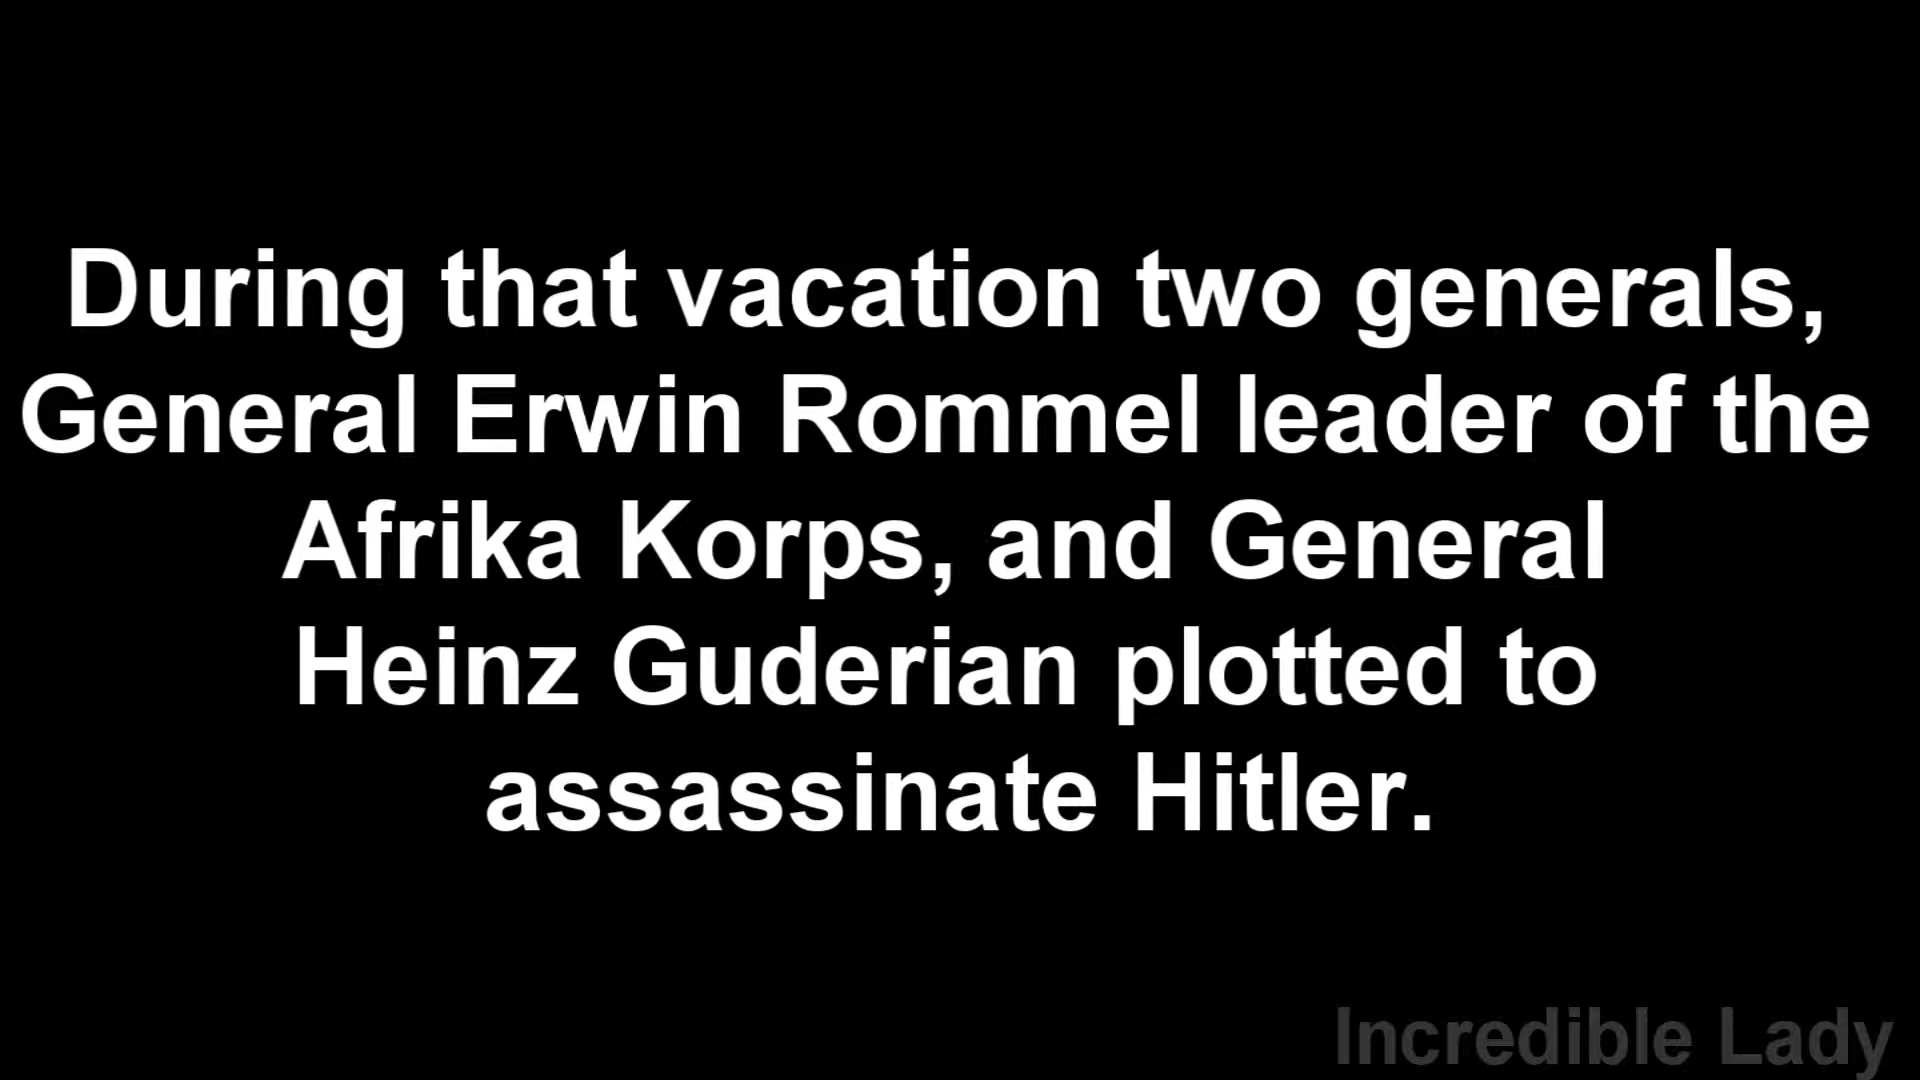 During that vacation two generals,
General Erwin Rommel leader of the
Afrika Korps, and General
Heinz Guderian plotted to
assassinate Hitler.
Incredible Lady